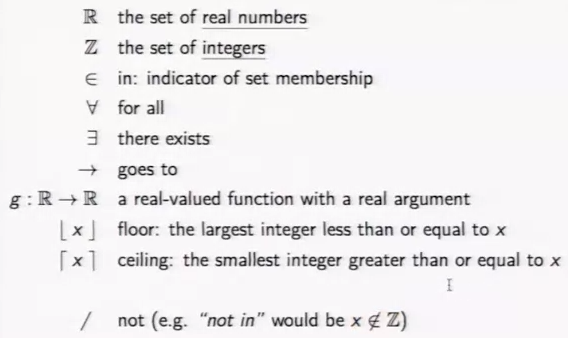 ℝ the set of real numbers
ℤ the set of integers
∈ in: indicator of set membership
∀ for all
∃ there exists
→ goes to
g : ℝ → ℝ a real-valued function with a real argument
⌊ x ⌋ floor: the largest integer less than or equal to x
⌈ x ⌉ ceiling: the smallest integer greater than or equal to x
/ not (e.g. "not in" would be x ∉ ℤ)